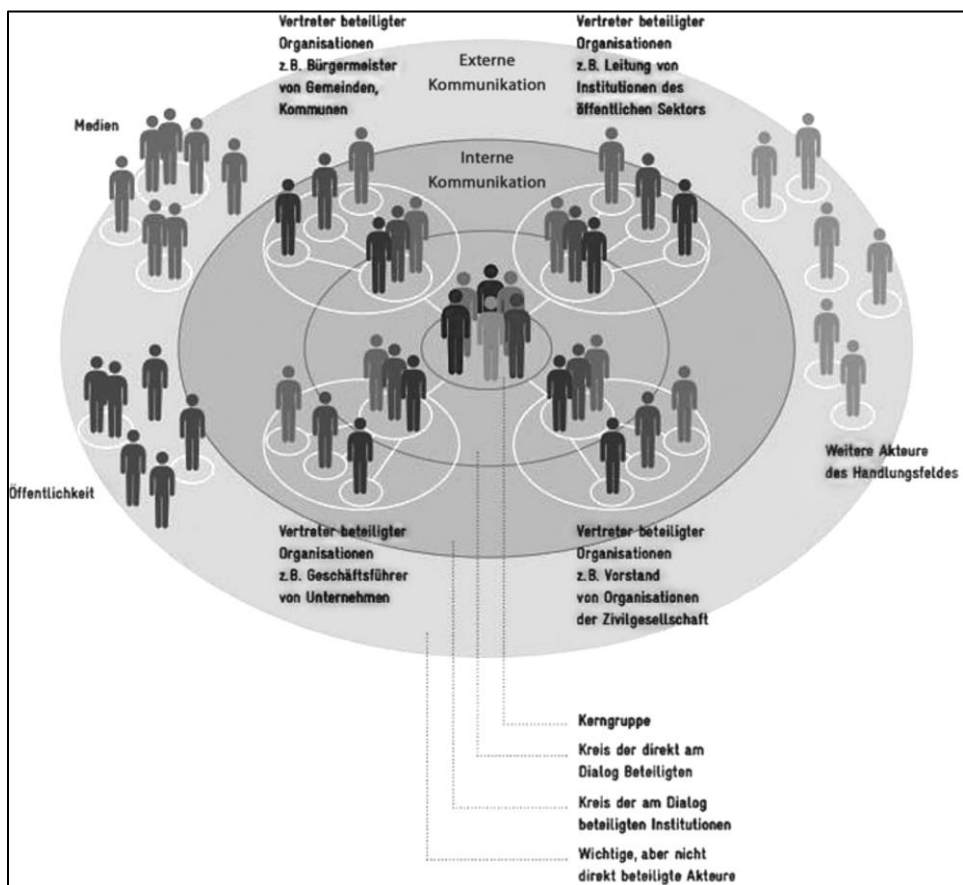 Vertreter beteiligter
Organisationen
z.B. Bürgermeister
von Gemeinden,
Kommunen
Externe
Kommunikation
Vertreter beteiligter
Organisationen
z.B. Leitung von
Institutionen des
öffentlichen Sektors
Medien
Interne
Kommunikation
Weitere Akteure
des Handlungsfeldes
Öffentlichkeit
Vertreter beteiligter
Organisationen
z.B. Geschäftsführer
von Unternehmen
Vertreter beteiligter
Organisationen
z.B. Vorstand
von Organisationen
der Zivilgesellschaft
Kerngruppe
Kreis der direkt am
Dialog Beteiligten
Kreis der am Dialog
beteiligten Institutionen
Wichtige, aber nicht
direkt beteiligte Akteure